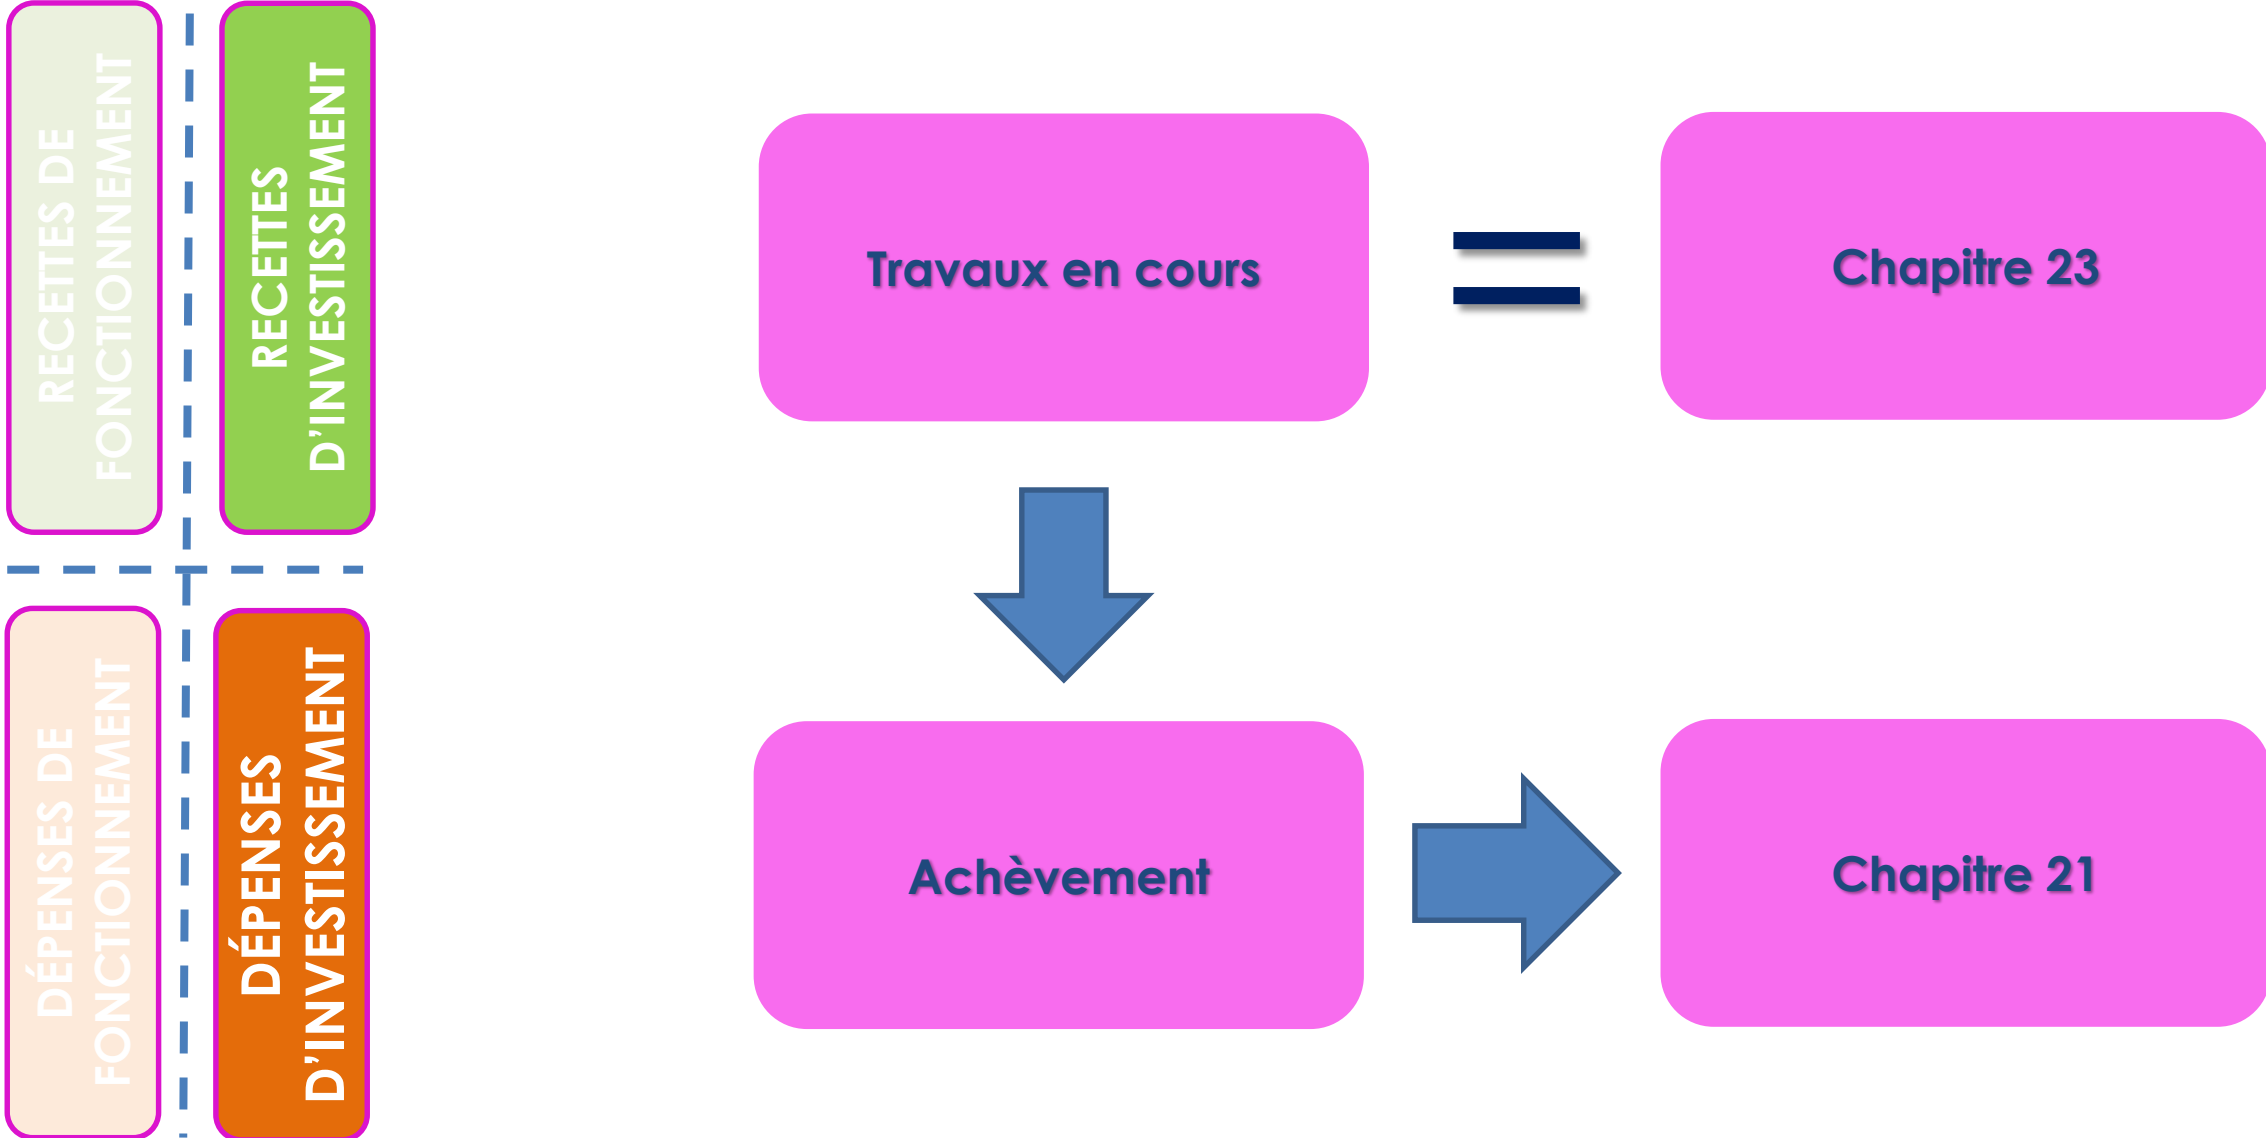 RECETTES DE
FONCTIONNEMENT
RECETTES
D’INVESTISSEMENT
Travaux en cours
Chapitre 23
DÉPENSES DE
FONCTIONNEMENT
DÉPENSES
D’INVESTISSEMENT
Achèvement
Chapitre 21